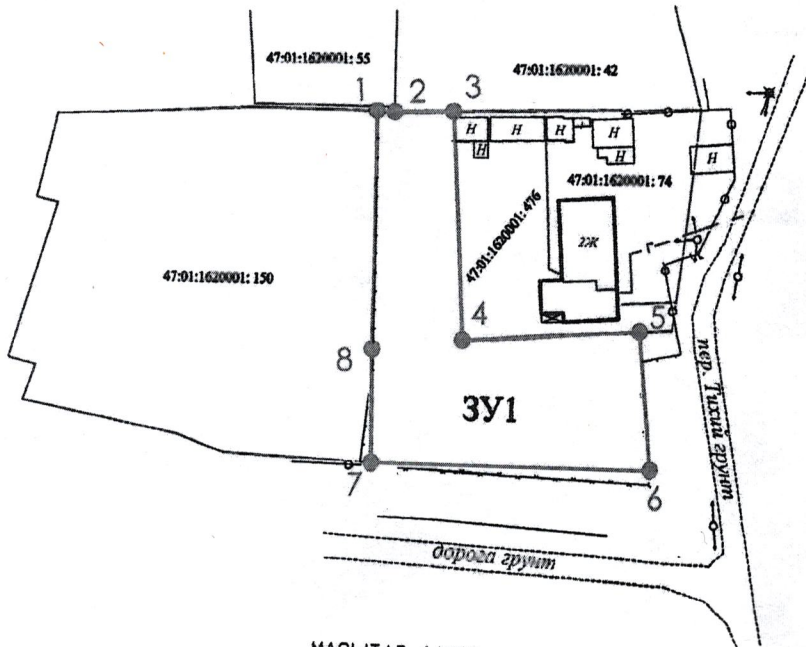 47:01:1620001: 55
47:01:1620001: 42
1
2
3
Н
Н
Н
Н
Н
Н
Н
47:01:1620001: 74
47:01:1620001: 476
2Ж
47:01:1620001: 150
4
5
8
ЗУ1
пер. Тихий грунт
7
6
дорога грунт